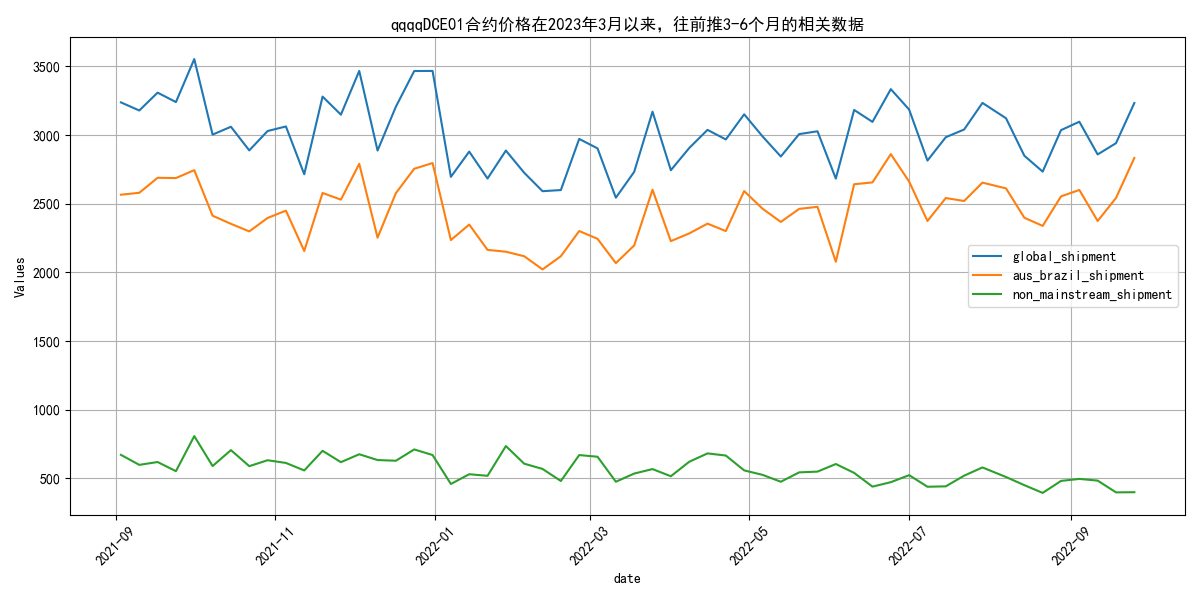 qqqqDCE01合约价格在2023年3月以来，往前推3-6个月的相关数据
3500
3000
2500
2000
1500
1000
500
Values
global_shipment
aus_brazil_shipment
non_mainstream_shipment
2021-09
2021-11
2022-01
2022-03
2022-05
2022-07
2022-09
date